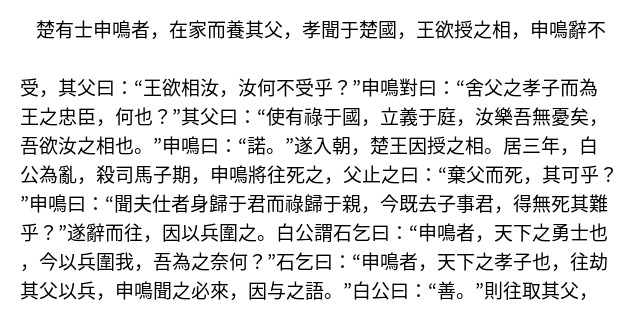 楚有士申鳴者，在家而養其父，孝聞于楚國，王欲授之相，申鳴辭不
受，其父曰：“王欲相汝，汝何不受乎？”申鳴對曰：“舍父之孝子而為
王之忠臣，何也？”其父曰：“使有祿于國，立義于庭，汝樂吾無憂矣，
吾欲汝之相也。”申鳴曰：“諾。”遂入朝，楚王因授之相。居三年，白
公為亂，殺司馬子期，申鳴將往死之，父止之曰：“棄父而死，其可乎？
”申鳴曰：“聞夫仕者身歸于君而祿歸于親，今既去子事君，得無死其難
乎？”遂辭而往，因以兵圍之。白公謂石乞曰：“申鳴者，天下之勇士也
，今以兵圍我，吾為之奈何？”石乞曰：“申鳴者，天下之孝子也，往劫
其父以兵，申鳴聞之必來，因与之語。”白公曰：“善。”則往取其父，